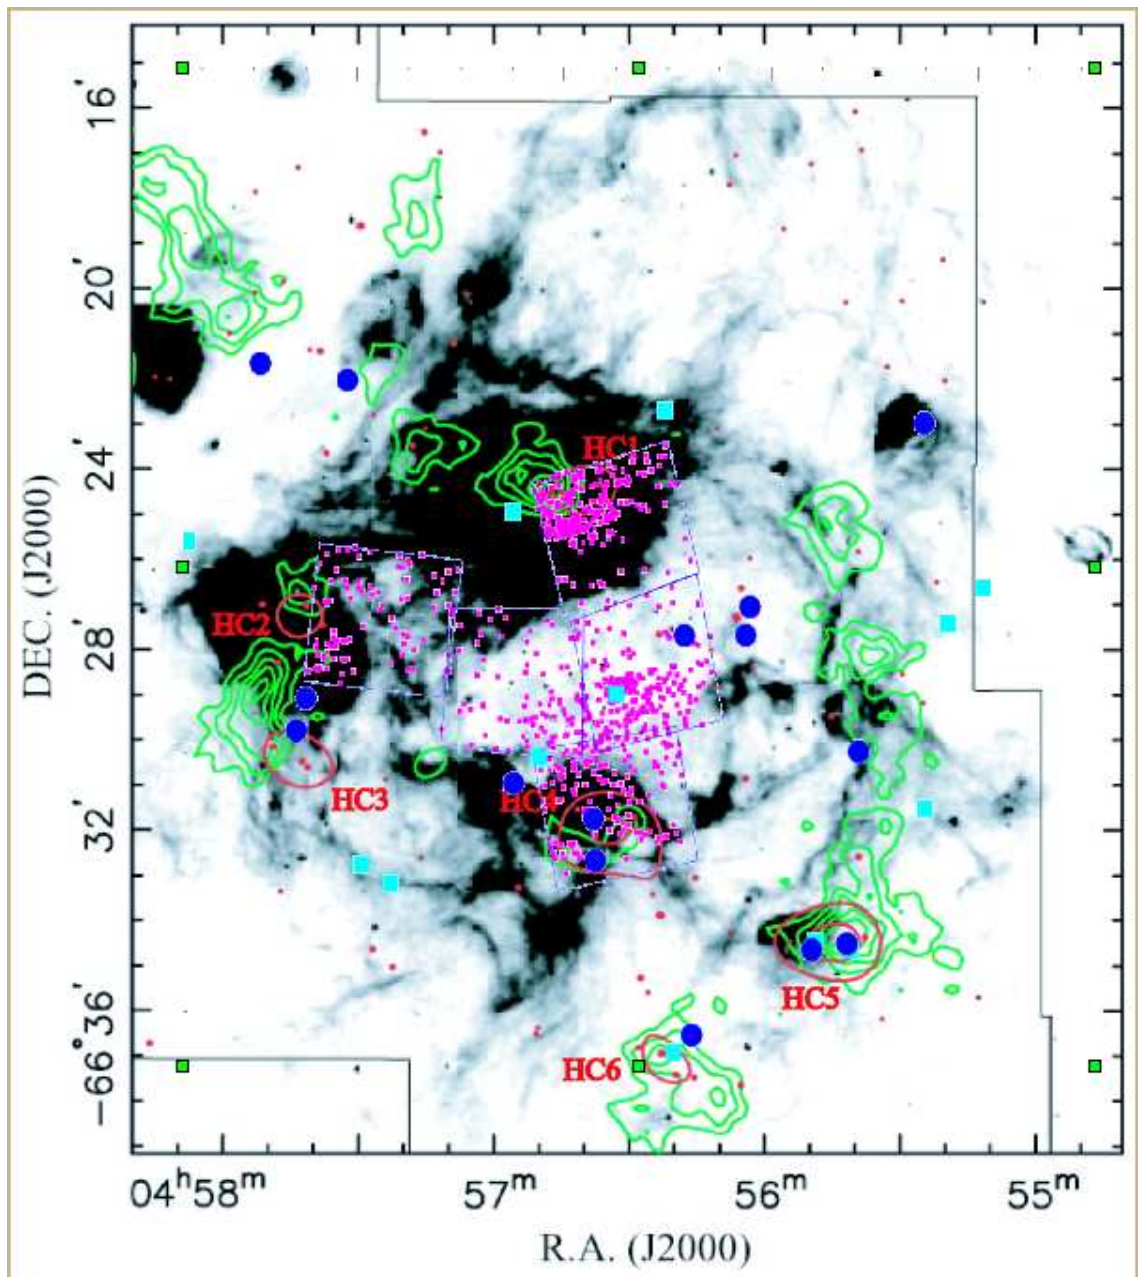 16′
20′
24′
28′
32′
−66° 36′
DEC. (J2000)
HC1
HC2
HC3
HC4
HC5
HC6
04ʰ58ᵐ 57ᵐ 56ᵐ 55ᵐ
R.A. (J2000)